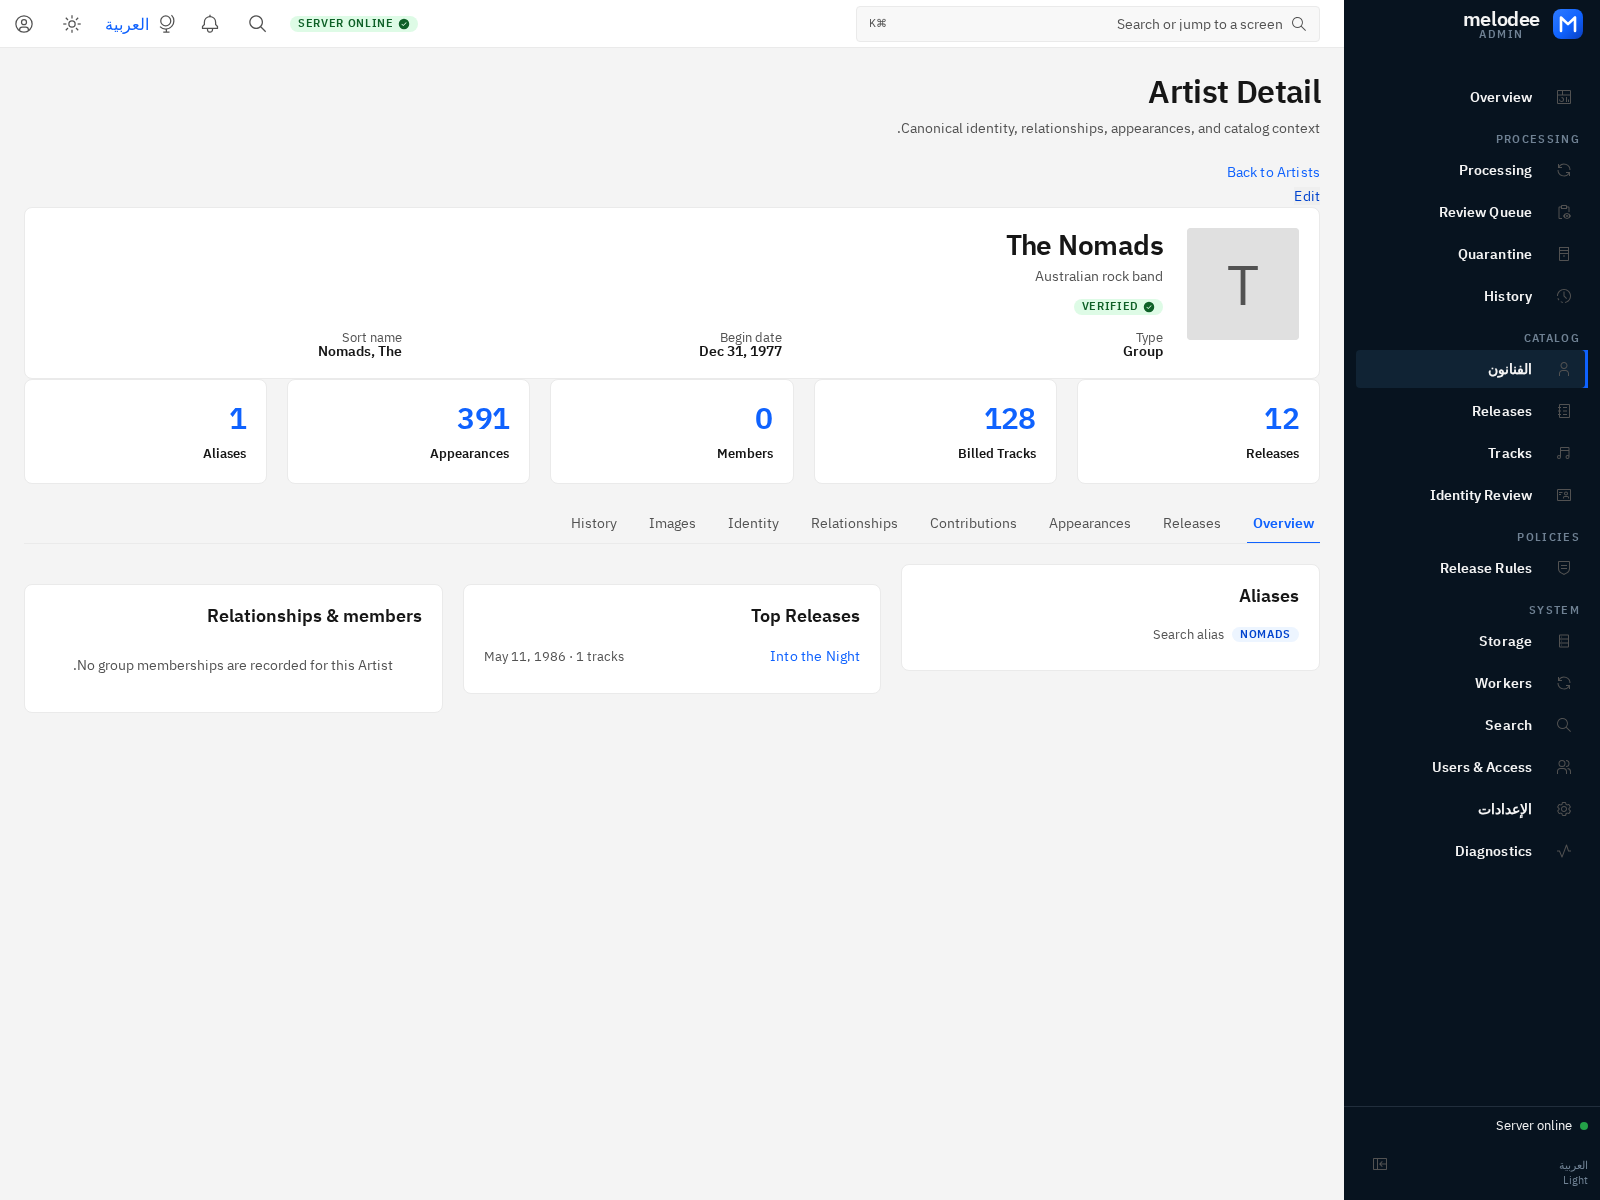 melodee
ADMIN
Overview
PROCESSING
Processing
Review Queue
Quarantine
History
CATALOG
الفنانون
Releases
Tracks
Identity Review
POLICIES
Release Rules
SYSTEM
Storage
Workers
Search
Users & Access
الإعدادات
Diagnostics
Server online
العربية
Light
Search or jump to a screen
K⌘
SERVER ONLINE
العربية
Artist Detail
.Canonical identity, relationships, appearances, and catalog context
Back to Artists
Edit
T
The Nomads
Australian rock band
VERIFIED
Type
Group
Begin date
Dec 31, 1977
Sort name
Nomads, The
12
Releases
128
Billed Tracks
0
Members
391
Appearances
1
Aliases
Overview
Releases
Appearances
Contributions
Relationships
Identity
Images
History
Aliases
NOMADS
Search alias
Top Releases
Into the Night
May 11, 1986 · 1 tracks
Relationships & members
.No group memberships are recorded for this Artist